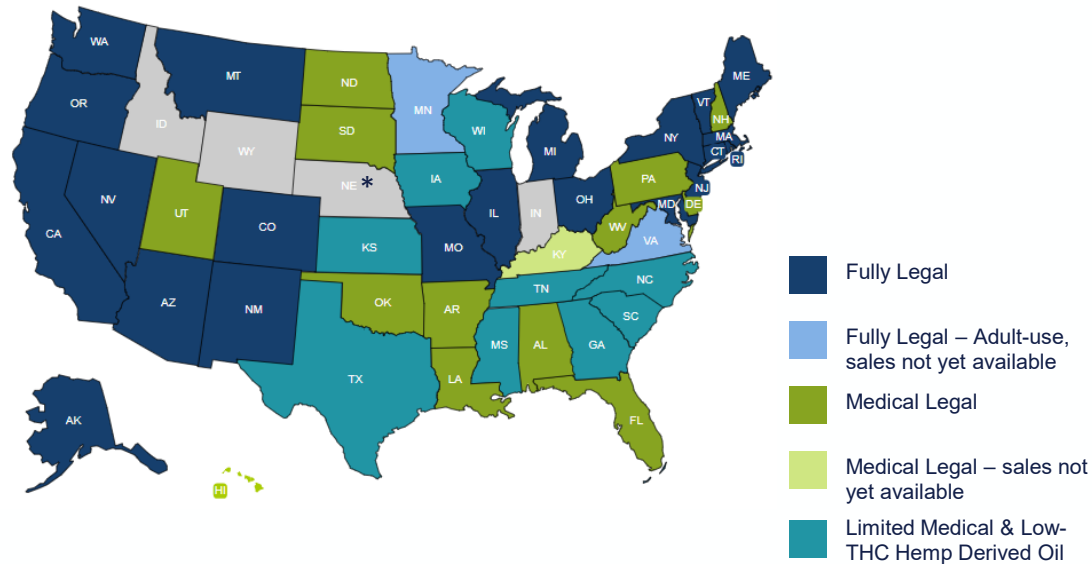 WA
MT
ND
MN
OR
ID
SD
WI
WY
MI
NY
VT
NH
ME
MA
CT
RI
NE *
IA
PA
NJ
NV
UT
IL
IN
OH
MD
DE
CA
CO
WV
VA
KS
MO
KY
AZ
NM
OK
AR
TN
NC
SC
TX
MS
AL
GA
LA
FL
AK
HI
Fully Legal
Fully Legal – Adult-use,
sales not yet available
Medical Legal
Medical Legal – sales not
yet available
Limited Medical & Low-
THC Hemp Derived Oil